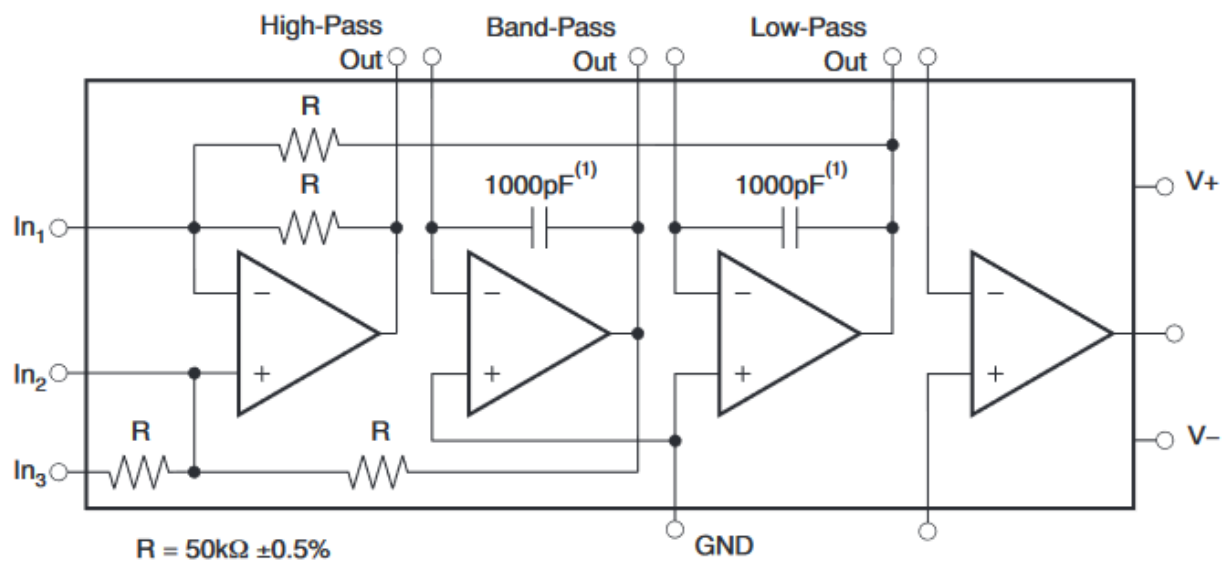 High-Pass
Out
Band-Pass
Out
Low-Pass
Out
R
R
1000pF(1)
1000pF(1)
V+
In1
−
−
−
−
In2
+
+
+
+
V−
R
R
In3
GND
R = 50kΩ ±0.5%